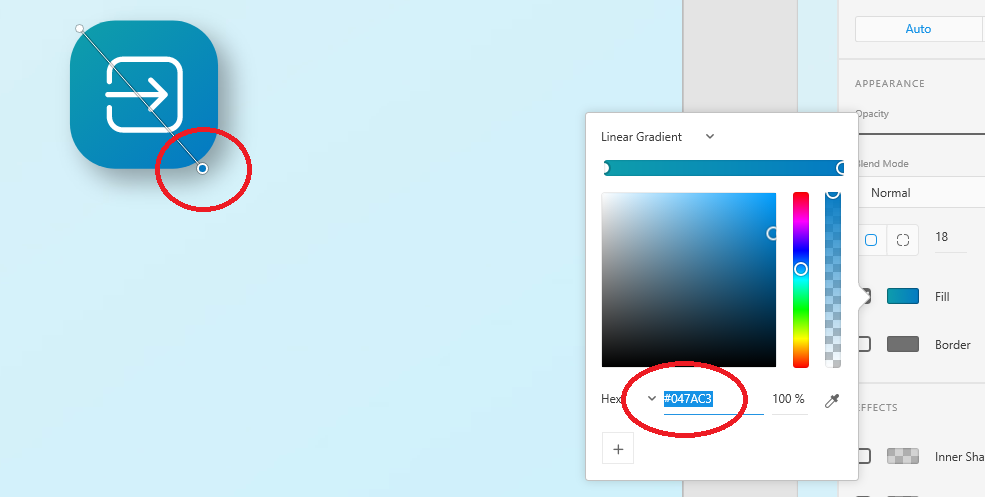 Auto
APPEARANCE
Opacity
Linear Gradient
Blend Mode
Normal
18
Fill
Border
Hex #047AC3 100 %
+
EFFECTS
Inner Sha